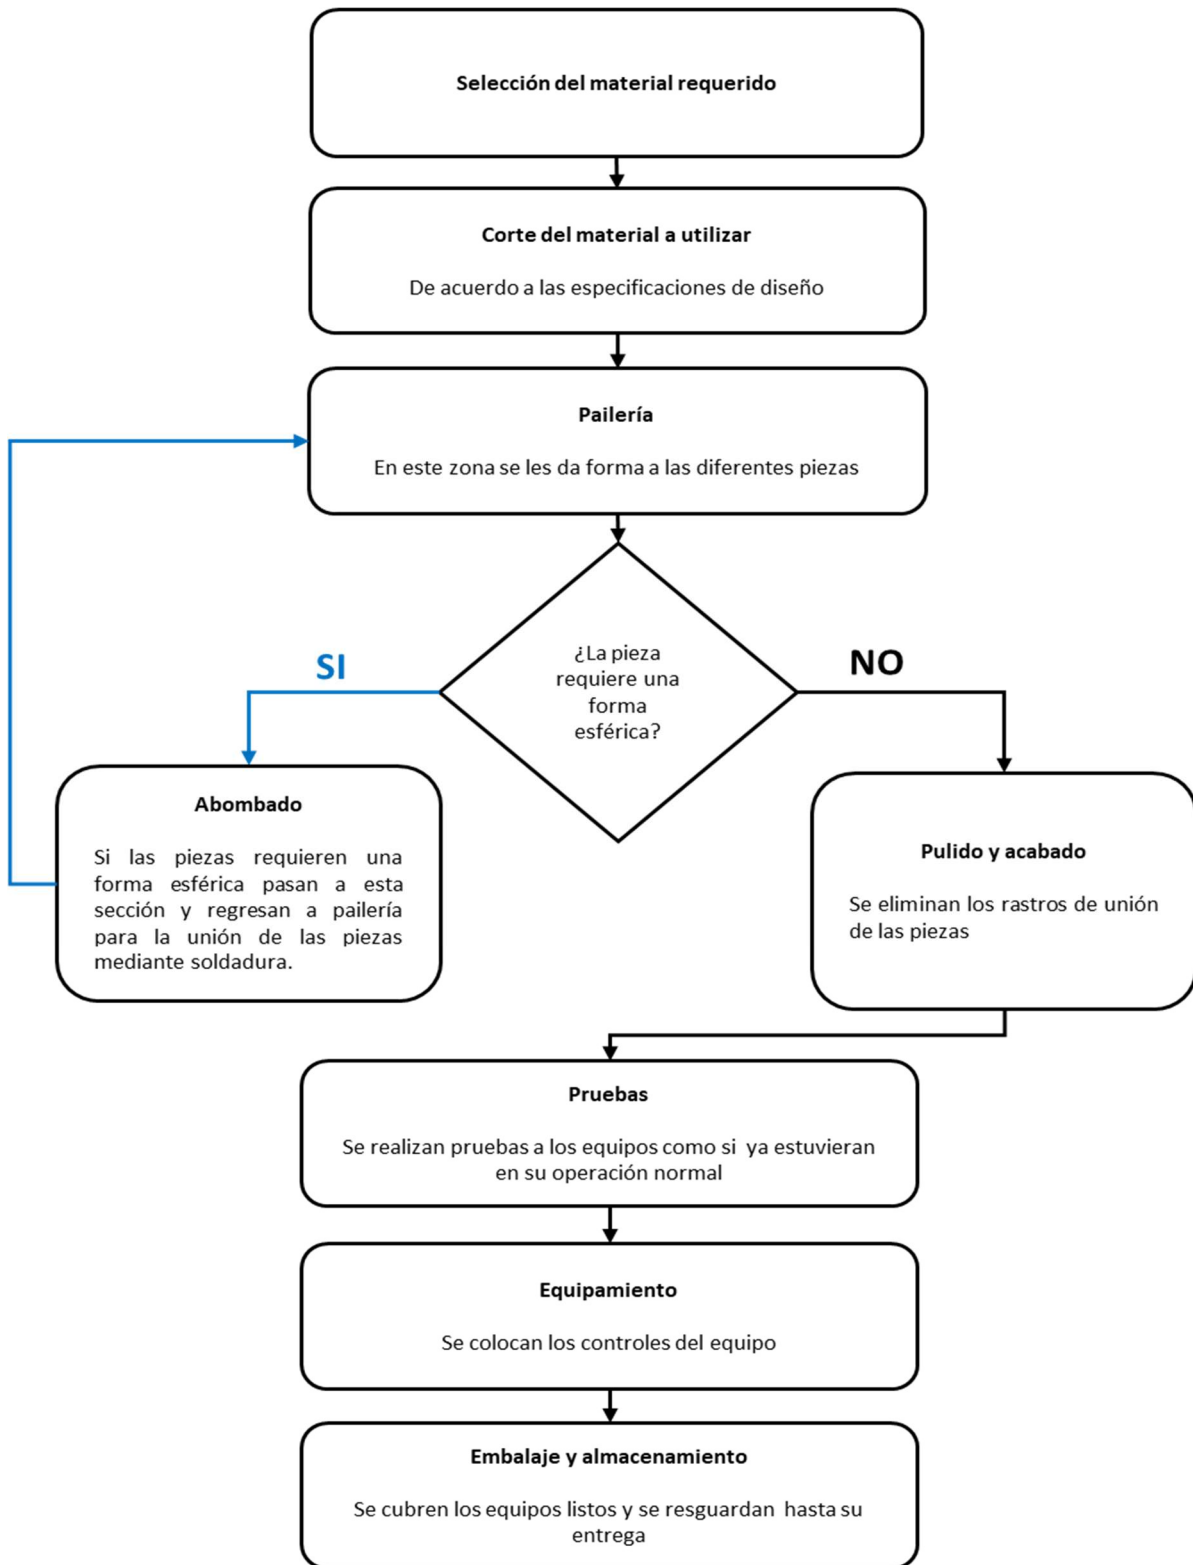 Selección del material requerido
Corte del material a utilizar
De acuerdo a las especificaciones de diseño
Pailería
En este zona se les da forma a las diferentes piezas
¿La pieza
requiere una
forma
esférica?
SI
NO
Abombado
Si las piezas requieren una
forma esférica pasan a esta
sección y regresan a pailería
para la unión de las piezas
mediante soldadura.
Pulido y acabado
Se eliminan los rastros de unión
de las piezas
Pruebas
Se realizan pruebas a los equipos como si ya estuvieran
en su operación normal
Equipamiento
Se colocan los controles del equipo
Embalaje y almacenamiento
Se cubren los equipos listos y se resguardan hasta su
entrega